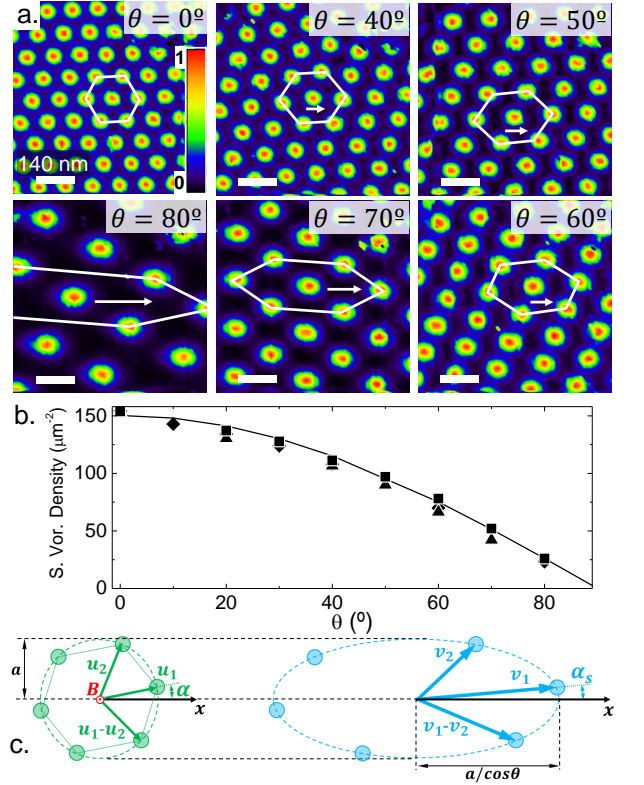 a.
θ = 0º
θ = 40º
θ = 50º
1
0
140 nm
θ = 80º
θ = 70º
θ = 60º
b.
S. Vor. Density (μm⁻²)
150
100
50
0
0 20 40 60 80
θ (º)
a
u₂
u₁
α
B
x
u₁-u₂
v₂
v₁
αₛ
v₁-v₂
x
a/cosθ
c.